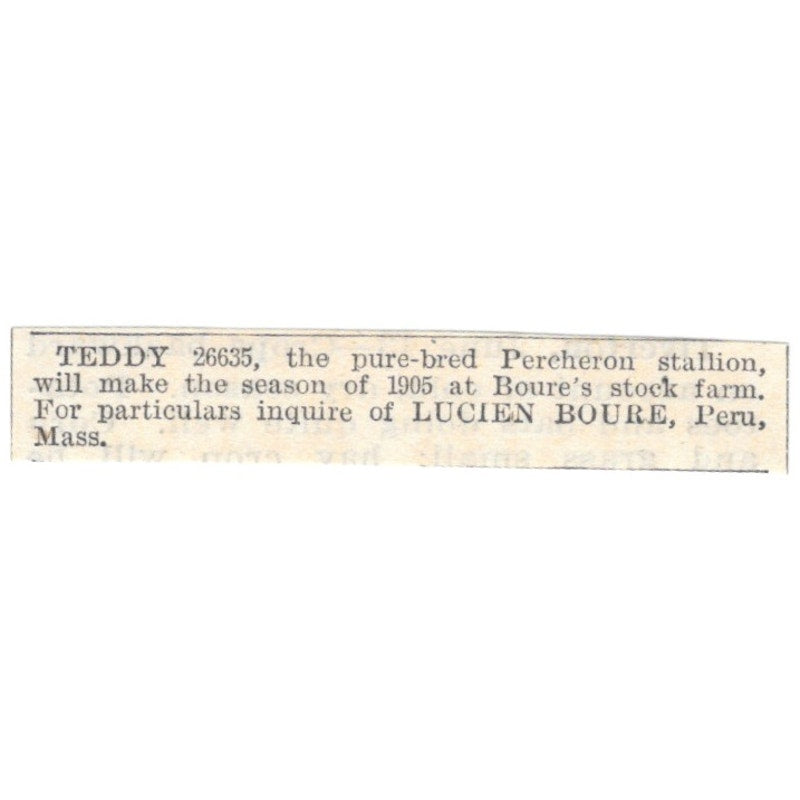 TEDDY 26635, the pure-bred Percheron stallion,
will make the season of 1905 at Boure's stock farm.
For particulars inquire of LUCIEN BOURE, Peru,
Mass.